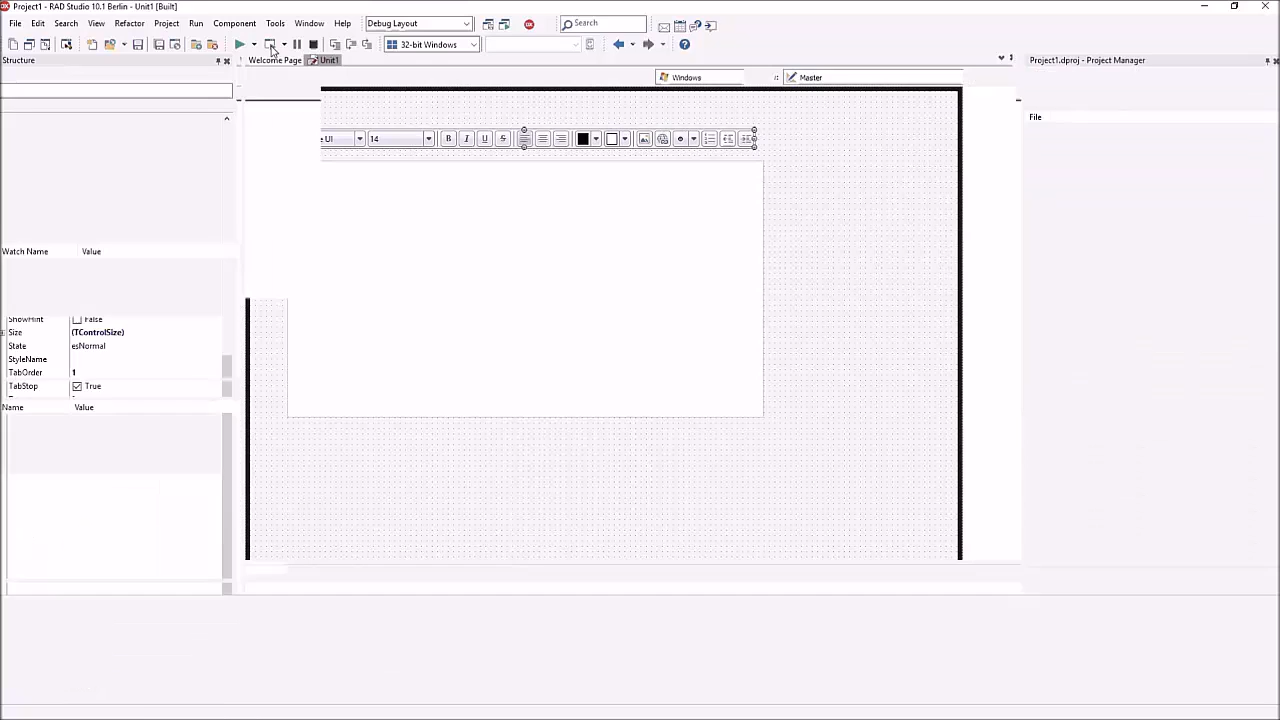 Project1 - RAD Studio 10.1 Berlin - Unit1 [Built]
File Edit Search View Refactor Project Run Component Tools Window Help Debug Layout Search
32-bit Windows
Structure Welcome Page Unit1 Project1.dproj - Project Manager
Windows Master
File
UI 14 B I U S
Watch Name Value
ShowHint False
Size (TControlSize)
State esNormal
StyleName
TabOrder 1
TabStop True
Name Value